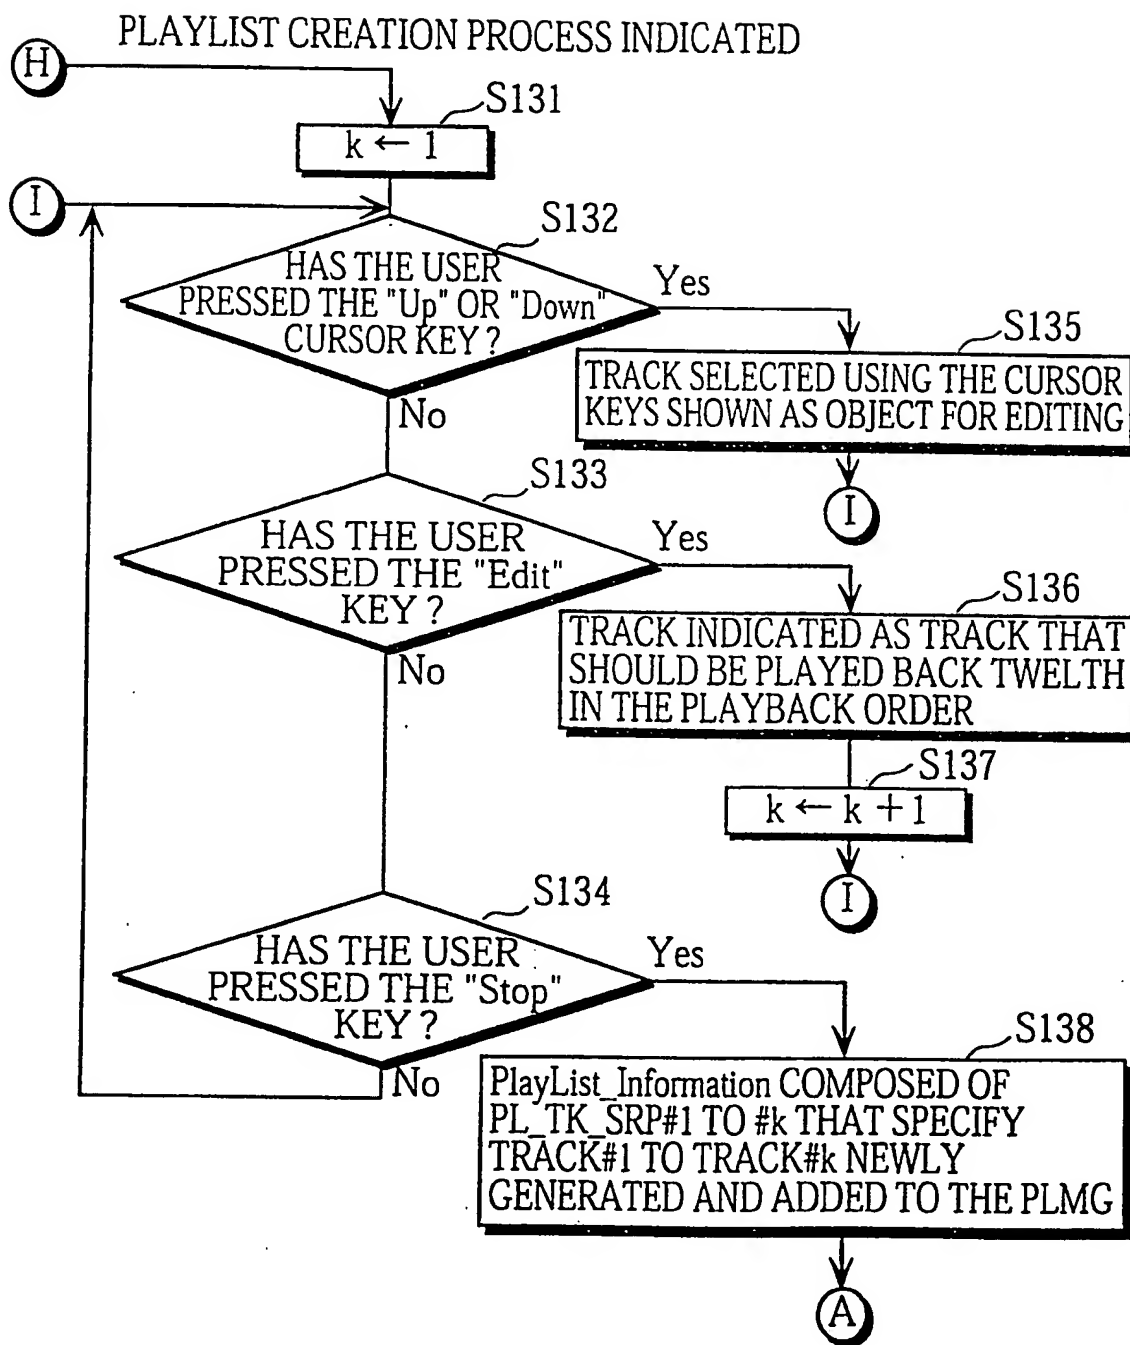 PLAYLIST CREATION PROCESS INDICATED
H
S131
k ← 1
I
S132
HAS THE USER
PRESSED THE "Up" OR "Down"
CURSOR KEY ?
Yes
No
S135
TRACK SELECTED USING THE CURSOR
KEYS SHOWN AS OBJECT FOR EDITING
I
S133
HAS THE USER
PRESSED THE "Edit"
KEY ?
Yes
No
S136
TRACK INDICATED AS TRACK THAT
SHOULD BE PLAYED BACK TWELTH
IN THE PLAYBACK ORDER
S137
k ← k + 1
I
S134
HAS THE USER
PRESSED THE "Stop"
KEY ?
Yes
No
S138
PlayList_Information COMPOSED OF
PL_TK_SRP#1 TO #k THAT SPECIFY
TRACK#1 TO TRACK#k NEWLY
GENERATED AND ADDED TO THE PLMG
A